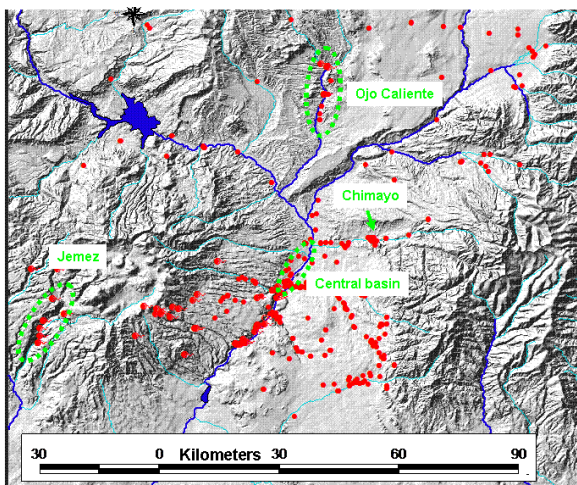 Ojo Caliente
Chimayo
Jemez
Central basin
30 0 Kilometers 30 60 90